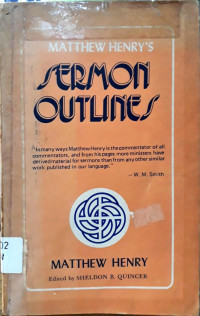 MATTHEW HENRY'S
SERMON
OUTLINES
"In many ways Matthew Henry is the commentator of all
commentators, and from his pages more ministers have
derived material for sermons than from any other similar
work published in our language."
— W. M. Smith
MATTHEW HENRY
Edited by SHELDON B. QUINCER
02